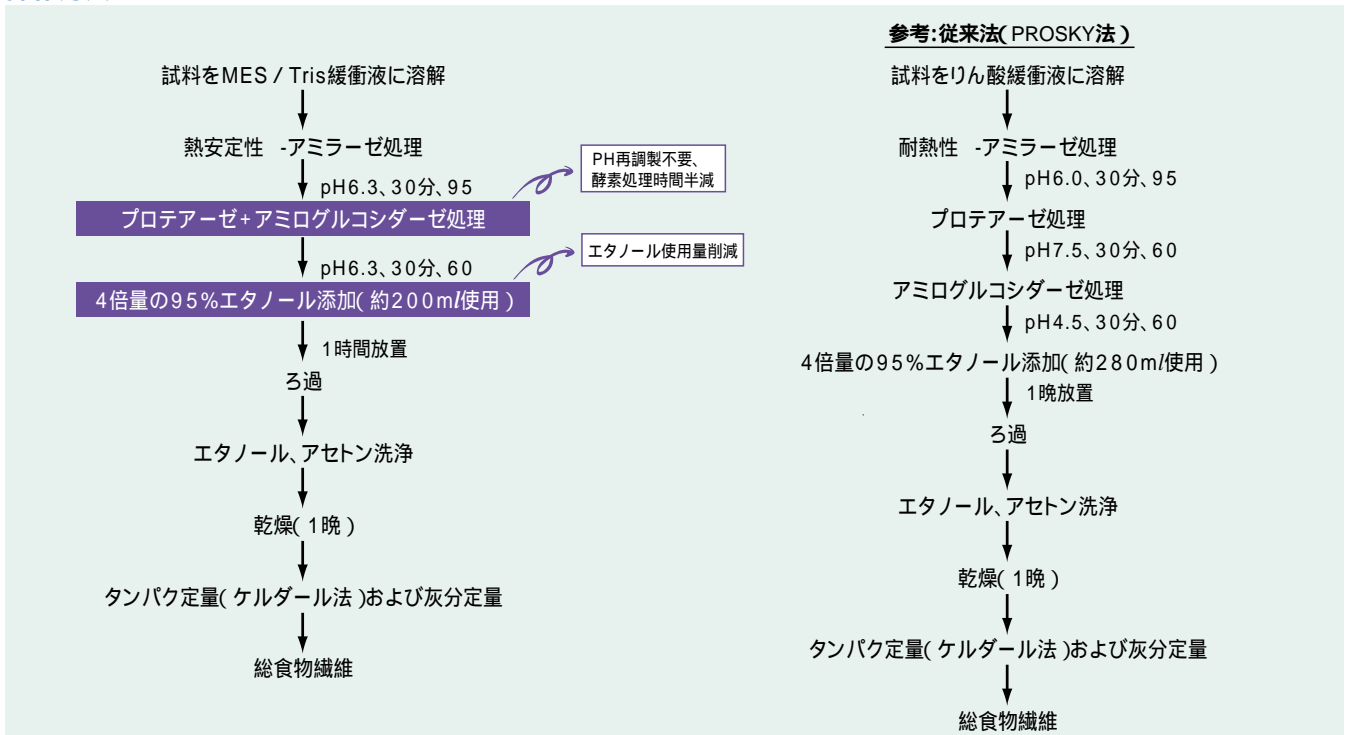 試料をMES / Tris緩衝液に溶解
熱安定性 -アミラーゼ処理
pH6.3、30分、95
PH再調製不要、
酵素処理時間半減
プロテアーゼ+アミログルコシダーゼ処理
pH6.3、30分、60
エタノール使用量削減
4倍量の95%エタノール添加(約200ml使用)
1時間放置
ろ過
エタノール、アセトン洗浄
乾燥(1晩)
タンパク定量(ケルダール法)および灰分定量
総食物繊維
参考:従来法(PROSKY法)
試料をりん酸緩衝液に溶解
耐熱性 -アミラーゼ処理
pH6.0、30分、95
プロテアーゼ処理
pH7.5、30分、60
アミログルコシダーゼ処理
pH4.5、30分、60
4倍量の95%エタノール添加(約280ml使用)
1晩放置
ろ過
エタノール、アセトン洗浄
乾燥(1晩)
タンパク定量(ケルダール法)および灰分定量
総食物繊維